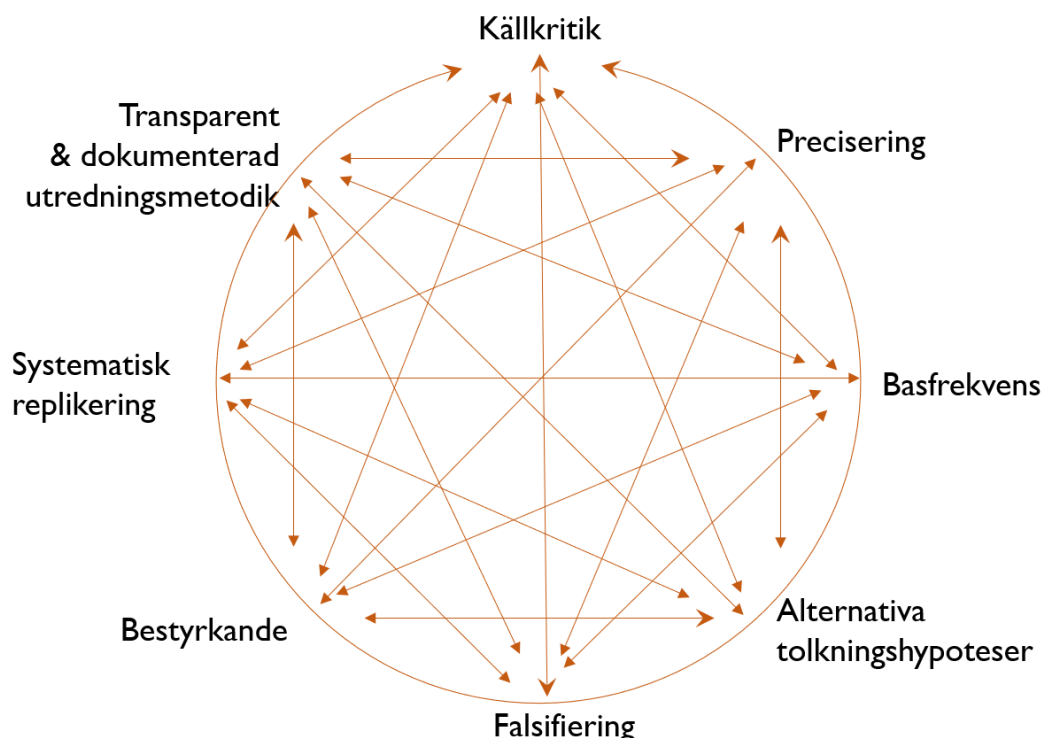 Källkritik
Transparent
& dokumenterad
utredningsmetodik
Precisering
Systematisk
replikering
Basfrekvens
Bestyrkande
Alternativa
tolkningshypoteser
Falsifiering